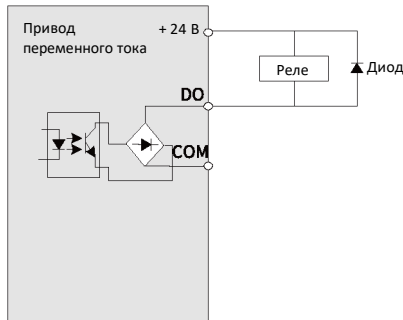 Привод
переменного тока
+ 24 В
DO
COM
Реле
Диод